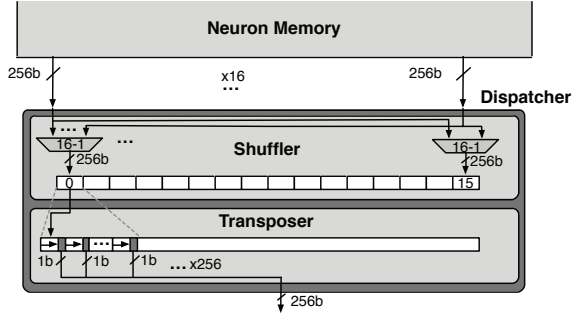 Neuron Memory
256b x16 256b
...
Dispatcher
... 
16-1 ... 16-1
256b Shuffler 256b
0 15
Transposer
...
1b 1b 1b ... x256
256b